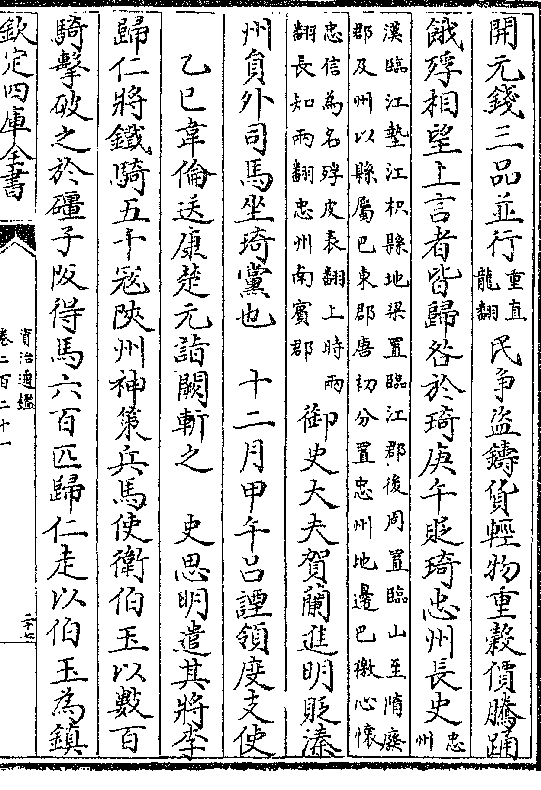 開元錢三品並行重直
龍翻民爭盜鑄貨輕物重穀價騰踊
餓殍相望上言者皆歸咎於琦庚午貶琦忠州長史忠
州
漢臨江墊江枳縣地梁置臨江郡後周置臨山至隋廢
郡及州以縣屬巴東郡唐初分置忠州地邊巴徼心懷
忠信為名殍皮表翻上時兩
翻長知兩翻忠州南賓郡御史大夫賀蘭進明貶溱
州員外司馬坐琦黨也 十二月甲午吕諲領度支使
乙巳韋倫送康楚元詣闕斬之 史思明遣其將李
歸仁將鐵騎五千冦陝州神策兵馬使衛伯玉以數百
騎擊破之於礓子阪得馬六百匹歸仁走以伯玉為鎮
欽定四庫全書
資治通鑑
卷二百二十一